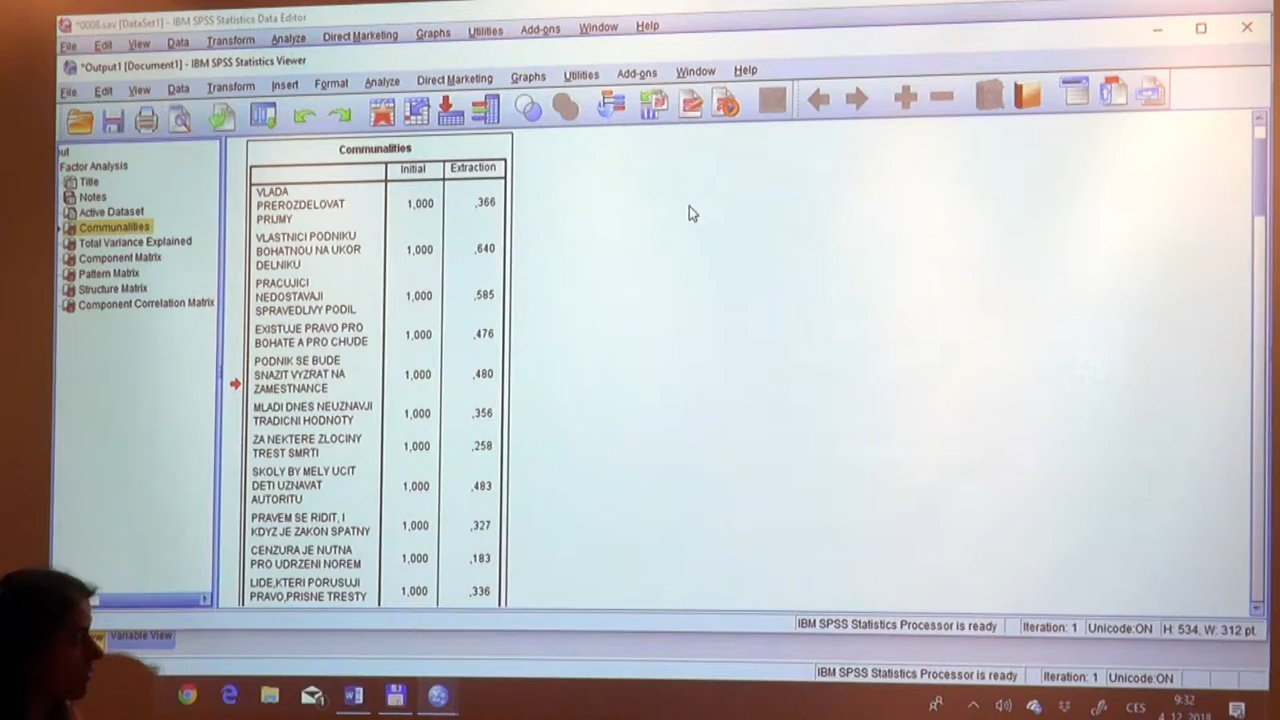 *0008.sav [DataSet1] - IBM SPSS Statistics Data Editor
File Edit View Data Transform Analyze Direct Marketing Graphs Utilities Add-ons Window Help
*Output1 [Document1] - IBM SPSS Statistics Viewer
File Edit View Data Transform Insert Format Analyze Direct Marketing Graphs Utilities Add-ons Window Help
ut
Factor Analysis
Title
Notes
Active Dataset
Communalities
Total Variance Explained
Component Matrix
Pattern Matrix
Structure Matrix
Component Correlation Matrix
Communalities
Initial Extraction
VLADA
PREROZDELOVAT
PRIJMY
1,000 ,366
VLASTNICI PODNIKU
BOHATNOU NA UKOR
DELNIKU
1,000 ,640
PRACUJICI
NEDOSTAVAJI
SPRAVEDLIVY PODIL
1,000 ,585
EXISTUJE PRAVO PRO
BOHATE A PRO CHUDE
1,000 ,476
PODNIK SE BUDE
SNAZIT VYZRAT NA
ZAMESTNANCE
1,000 ,480
MLADI DNES NEUZNAVJI
TRADICNI HODNOTY
1,000 ,356
ZA NEKTERE ZLOCINY
TREST SMRTI
1,000 ,258
SKOLY BY MELY UCIT
DETI UZNAVAT
AUTORITU
1,000 ,483
PRAVEM SE RIDIT, I
KDYZ JE ZAKON SPATNY
1,000 ,327
CENZURA JE NUTNA
PRO UDRZENI NOREM
1,000 ,183
LIDE,KTERI PORUSUJI
PRAVO,PRISNE TRESTY
1,000 ,336
IBM SPSS Statistics Processor is ready Iteration: 1 Unicode:ON H: 534, W: 312 pt.
Variable View
IBM SPSS Statistics Processor is ready Iteration: 1 Unicode:ON
CES
9:32
4.12.2018